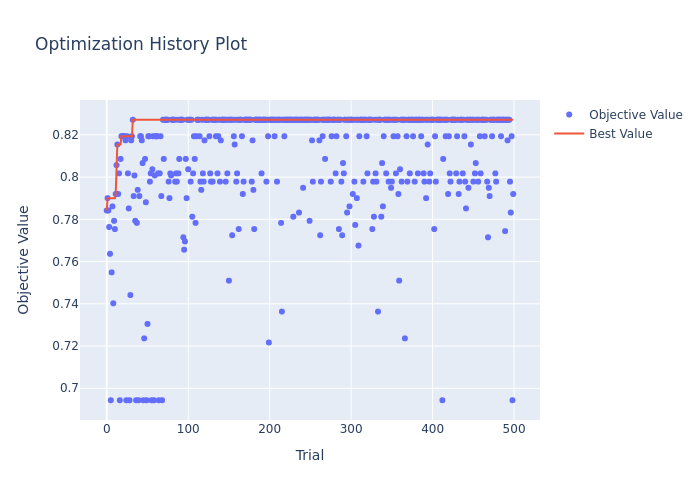 Optimization History Plot
Objective Value
Best Value
0.82
0.8
0.78
0.76
0.74
0.72
0.7
Objective Value
0
100
200
300
400
500
Trial